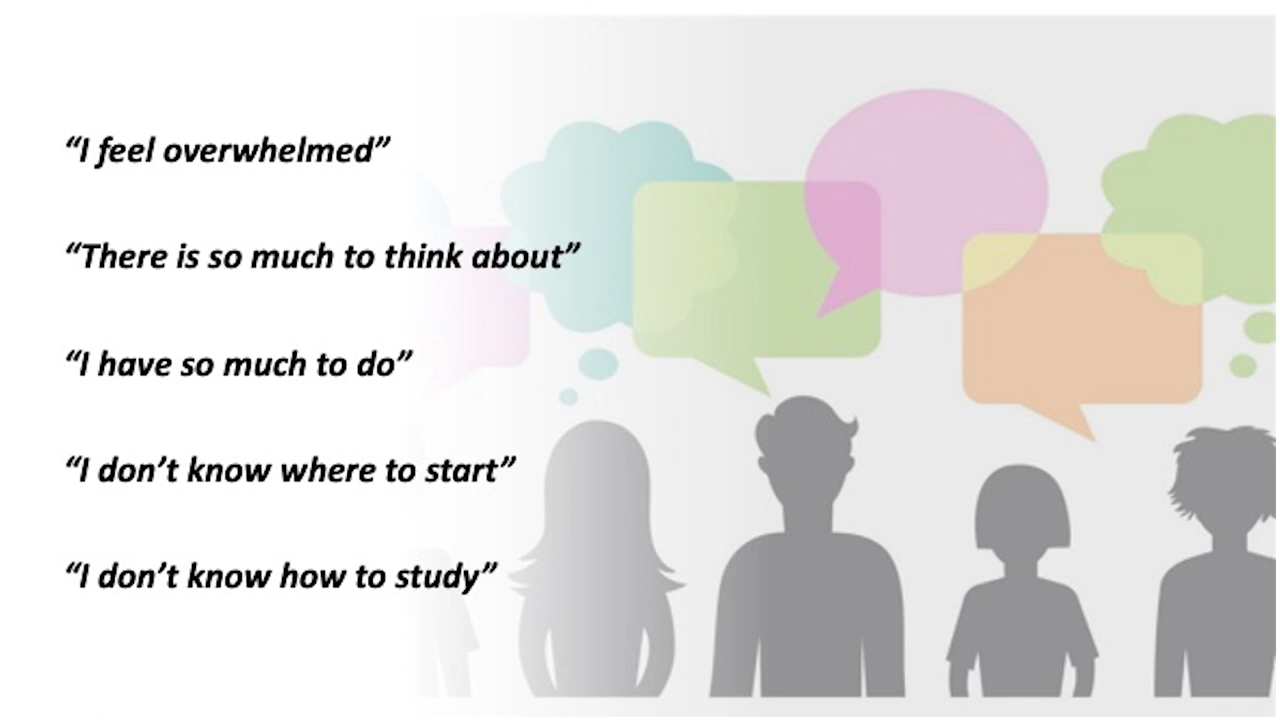 “I feel overwhelmed”
“There is so much to think about”
“I have so much to do”
“I don’t know where to start”
“I don’t know how to study”